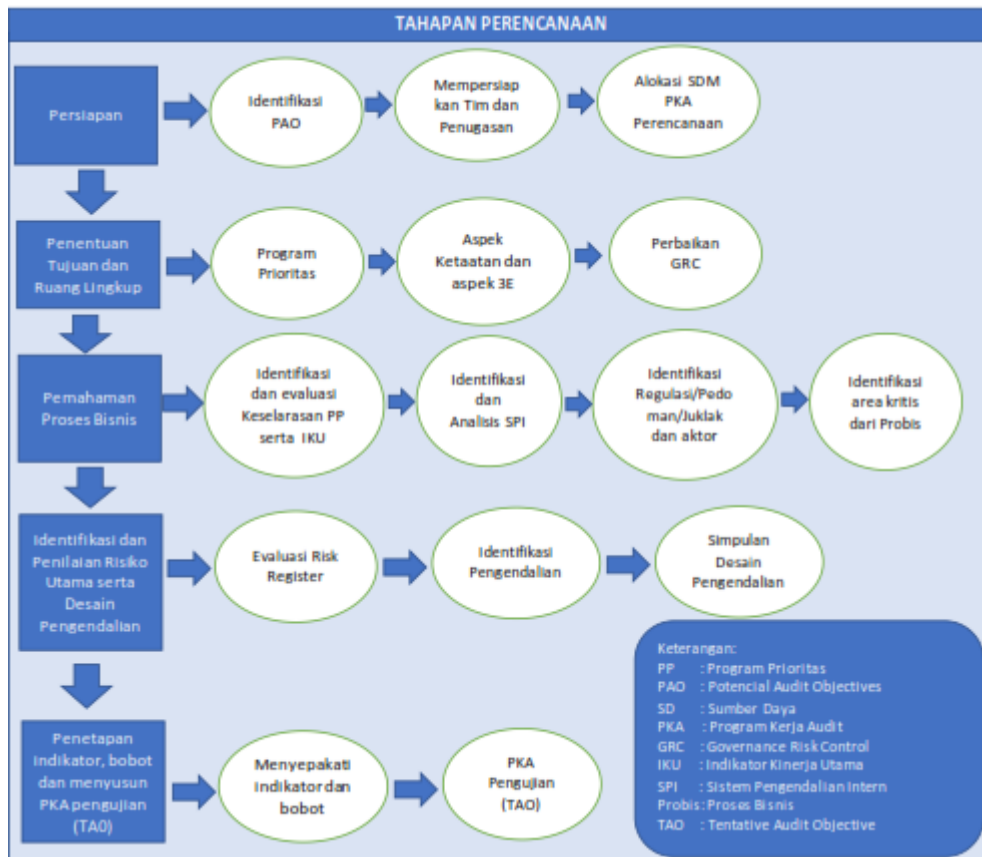 TAHAPAN PERENCANAAN
Persiapan
Identifikasi
PAO
Mempersiap
kan Tim dan
Penugasan
Alokasi SDM
PKA
Perencanaan
Penentuan
Tujuan dan
Ruang Lingkup
Program
Prioritas
Aspek
Ketaatan dan
aspek 3E
Perbaikan
GRC
Pemahaman
Proses Bisnis
Identifikasi
dan evaluasi
Keselarasan PP
serta IKU
Identifikasi
dan
Analisis SPI
Identifikasi
Regulasi/Pedo
man/Juklak
dan aktor
Identifikasi
area kritis
dari Probis
Identifikasi dan
Penilaian Risiko
Utama serta
Desain
Pengendalian
Evaluasi Risk
Register
Identifikasi
Pengendalian
Simpulan
Desain
Pengendalian
Penetapan
Indikator, bobot
dan menyusun
PKA pengujian
(TA0)
Menyepakati
Indikator dan
bobot
PKA
Pengujian
(TAO)
Keterangan:
PP : Program Prioritas
PAO : Potencial Audit Objectives
SD : Sumber Daya
PKA : Program Kerja Audit
GRC : Governance Risk Control
IKU : Indikator Kinerja Utama
SPI : Sistem Pengendalian Intern
Probis: Proses Bisnis
TAO : Tentative Audit Objective